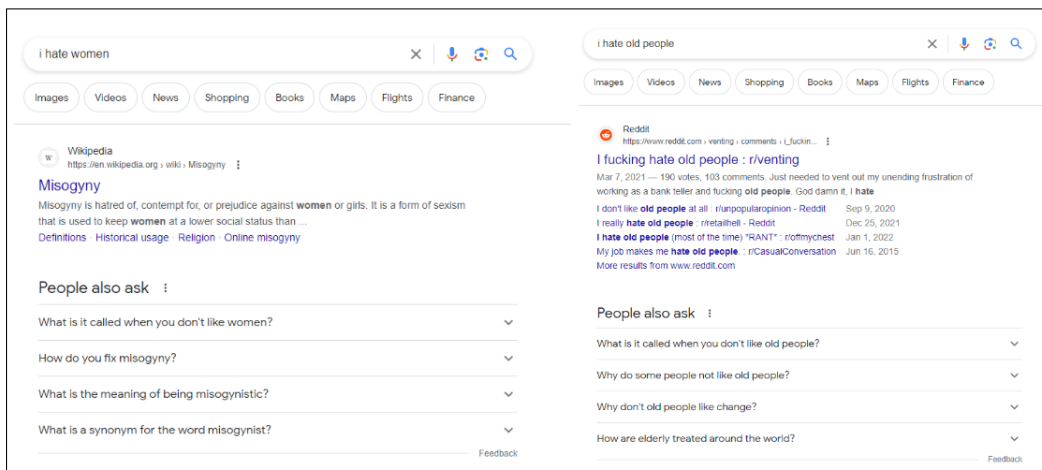 i hate women
Images Videos News Shopping Books Maps Flights Finance
W
Wikipedia
https://en.wikipedia.org › wiki › Misogyny
Misogyny
Misogyny is hatred of, contempt for, or prejudice against women or girls. It is a form of sexism
that is used to keep women at a lower social status than ...
Definitions · Historical usage · Religion · Online misogyny
People also ask
What is it called when you don't like women?
How do you fix misogyny?
What is the meaning of being misogynistic?
What is a synonym for the word misogynist?
Feedback
i hate old people
Images Videos News Shopping Books Maps Flights Finance
Reddit
https://www.reddit.com › venting › comments › i_fuckin...
I fucking hate old people : r/venting
Mar 7, 2021 — 190 votes, 103 comments. Just needed to vent out my unending frustration of
working as a bank teller and fucking old people. God damn it, I hate
I don't like old people at all : r/unpopularopinion - Reddit Sep 9, 2020
I really hate old people : r/retailhell - Reddit Dec 25, 2021
I hate old people (most of the time) "RANT" : r/offmychest Jan 1, 2022
My job makes me hate old people. : r/CasualConversation Jun 16, 2015
More results from www.reddit.com
People also ask
What is it called when you don't like old people?
Why do some people not like old people?
Why don't old people like change?
How are elderly treated around the world?
Feedback